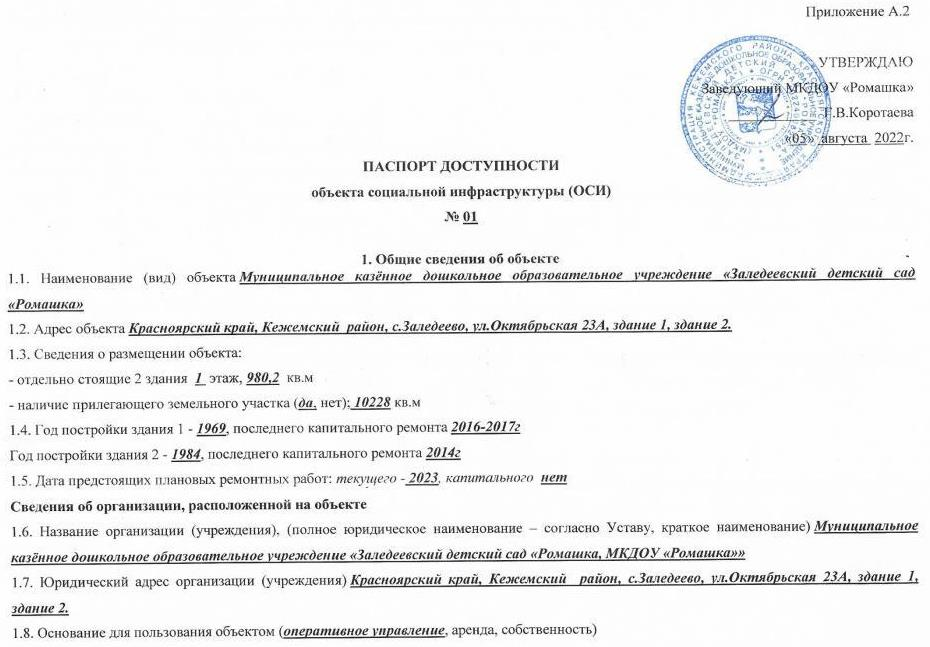 Приложение А.2
УТВЕРЖДАЮ
Заведующий МКДОУ «Ромашка»
Г.В.Коротаева
«05» августа 2022г.
ПАСПОРТ ДОСТУПНОСТИ
объекта социальной инфраструктуры (ОСИ)
№ 01
1. Общие сведения об объекте
1.1. Наименование (вид) объекта Муниципальное казённое дошкольное образовательное учреждение «Заледеевский детский сад
«Ромашка»
1.2. Адрес объекта Красноярский край, Кежемский район, с.Заледеево, ул.Октябрьская 23А, здание 1, здание 2.
1.3. Сведения о размещении объекта:
- отдельно стоящие 2 здания 1 этаж, 980,2 кв.м
- наличие прилегающего земельного участка (да, нет); 10228 кв.м
1.4. Год постройки здания 1 - 1969, последнего капитального ремонта 2016-2017г
Год постройки здания 2 - 1984, последнего капитального ремонта 2014г
1.5. Дата предстоящих плановых ремонтных работ: текущего - 2023, капитального нет
Сведения об организации, расположенной на объекте
1.6. Название организации (учреждения), (полное юридическое наименование – согласно Уставу, краткое наименование) Муниципальное
казённое дошкольное образовательное учреждение «Заледеевский детский сад «Ромашка, МКДОУ «Ромашка»»
1.7. Юридический адрес организации (учреждения) Красноярский край, Кежемский район, с.Заледеево, ул.Октябрьская 23А, здание 1,
здание 2.
1.8. Основание для пользования объектом (оперативное управление, аренда, собственность)